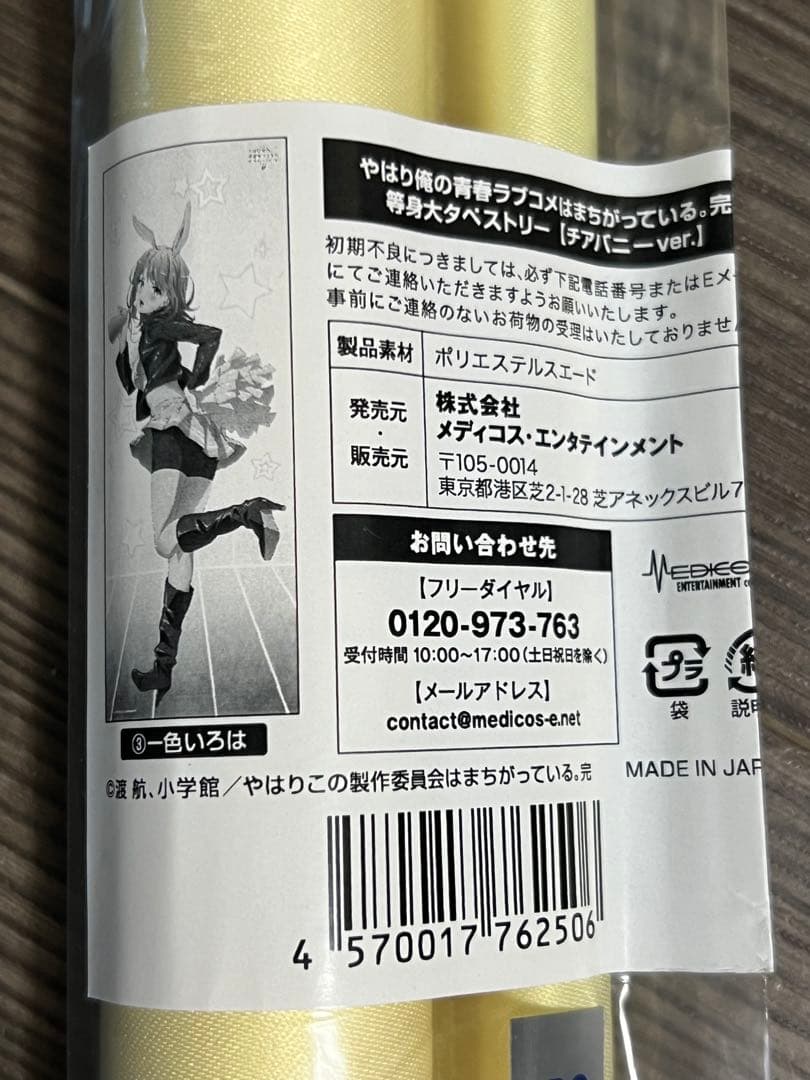 やはり俺の青春ラブコメはまちがっている。完
等身大タペストリー【チアバニーver.】
初期不良につきましては、必ず下記電話番号またはEメー
にてご連絡いただきますようお願いいたします。
事前にご連絡のないお荷物の受理はいたしておりません
製品素材 ポリエステルスエード
発売元・販売元
株式会社
メディコス・エンタテインメント
〒105-0014
東京都港区芝2-1-28 芝アネックスビル7
お問い合わせ先
【フリーダイヤル】
0120-973-763
受付時間 10:00～17:00(土日祝日を除く)
【メールアドレス】
contact@medicos-e.net
MEDICO
ENTERTAINMENT
プラ
袋
説明
③一色いろは
©渡 航、小学館／やはりこの製作委員会はまちがっている。完
MADE IN JAP
4 570017 762506